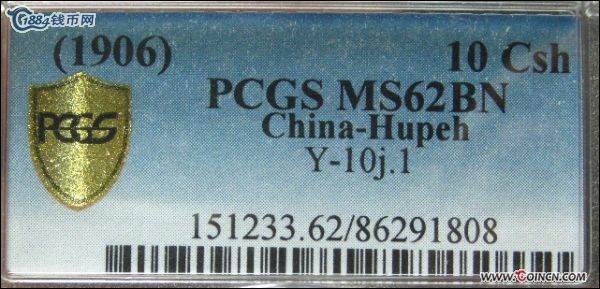 1884钱币网
(1906) 10 Csh
PCGS MS62BN
PCGS China-Hupeh
Y-10j.1
151233.62/86291808
www.COINCN.com